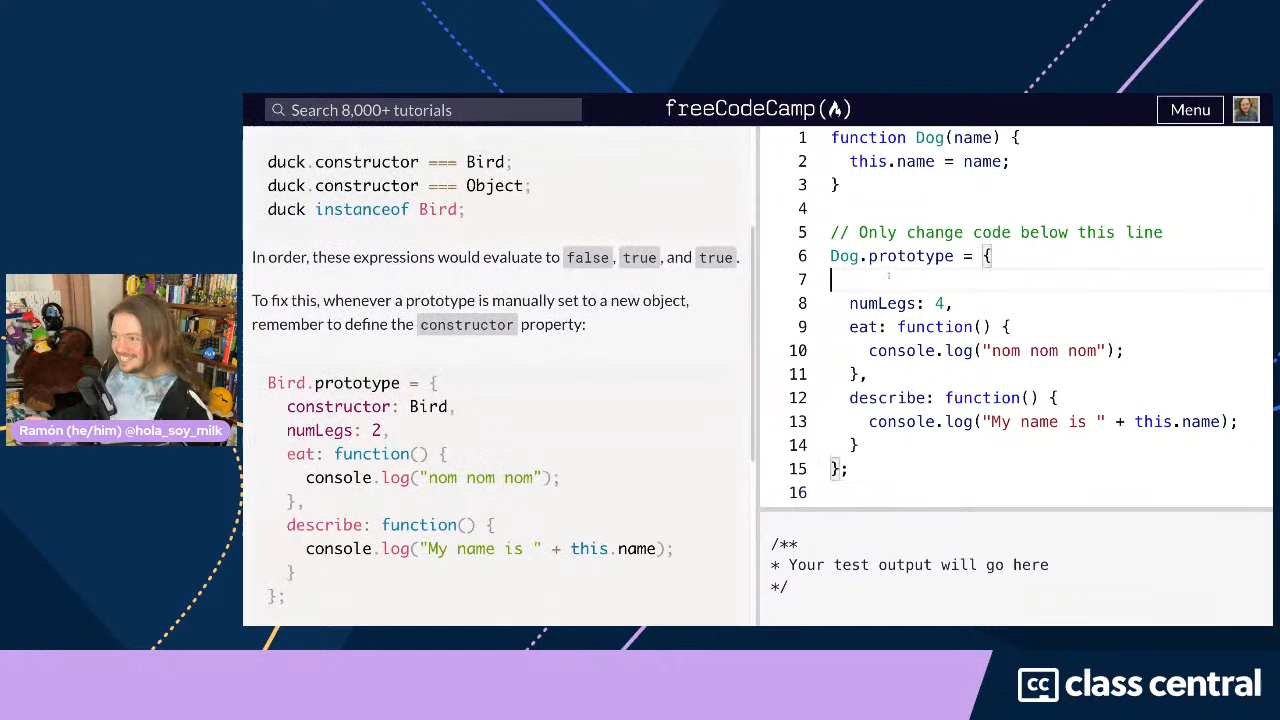 Search 8,000+ tutorials
freeCodeCamp
Menu
duck.constructor === Bird;
duck.constructor === Object;
duck instanceof Bird;
In order, these expressions would evaluate to false, true, and true.
To fix this, whenever a prototype is manually set to a new object,
remember to define the constructor property:
Bird.prototype = {
constructor: Bird,
numLegs: 2,
eat: function() {
console.log("nom nom nom");
},
describe: function() {
console.log("My name is " + this.name);
}
};
1 function Dog(name) {
2 this.name = name;
3 }
4
5 // Only change code below this line
6 Dog.prototype = {
7
8 numLegs: 4,
9 eat: function() {
10 console.log("nom nom nom");
11 },
12 describe: function() {
13 console.log("My name is " + this.name);
14 }
15 };
16
/**
* Your test output will go here
*/
Ramón (he/him) @hola_soy_milk
cc class central